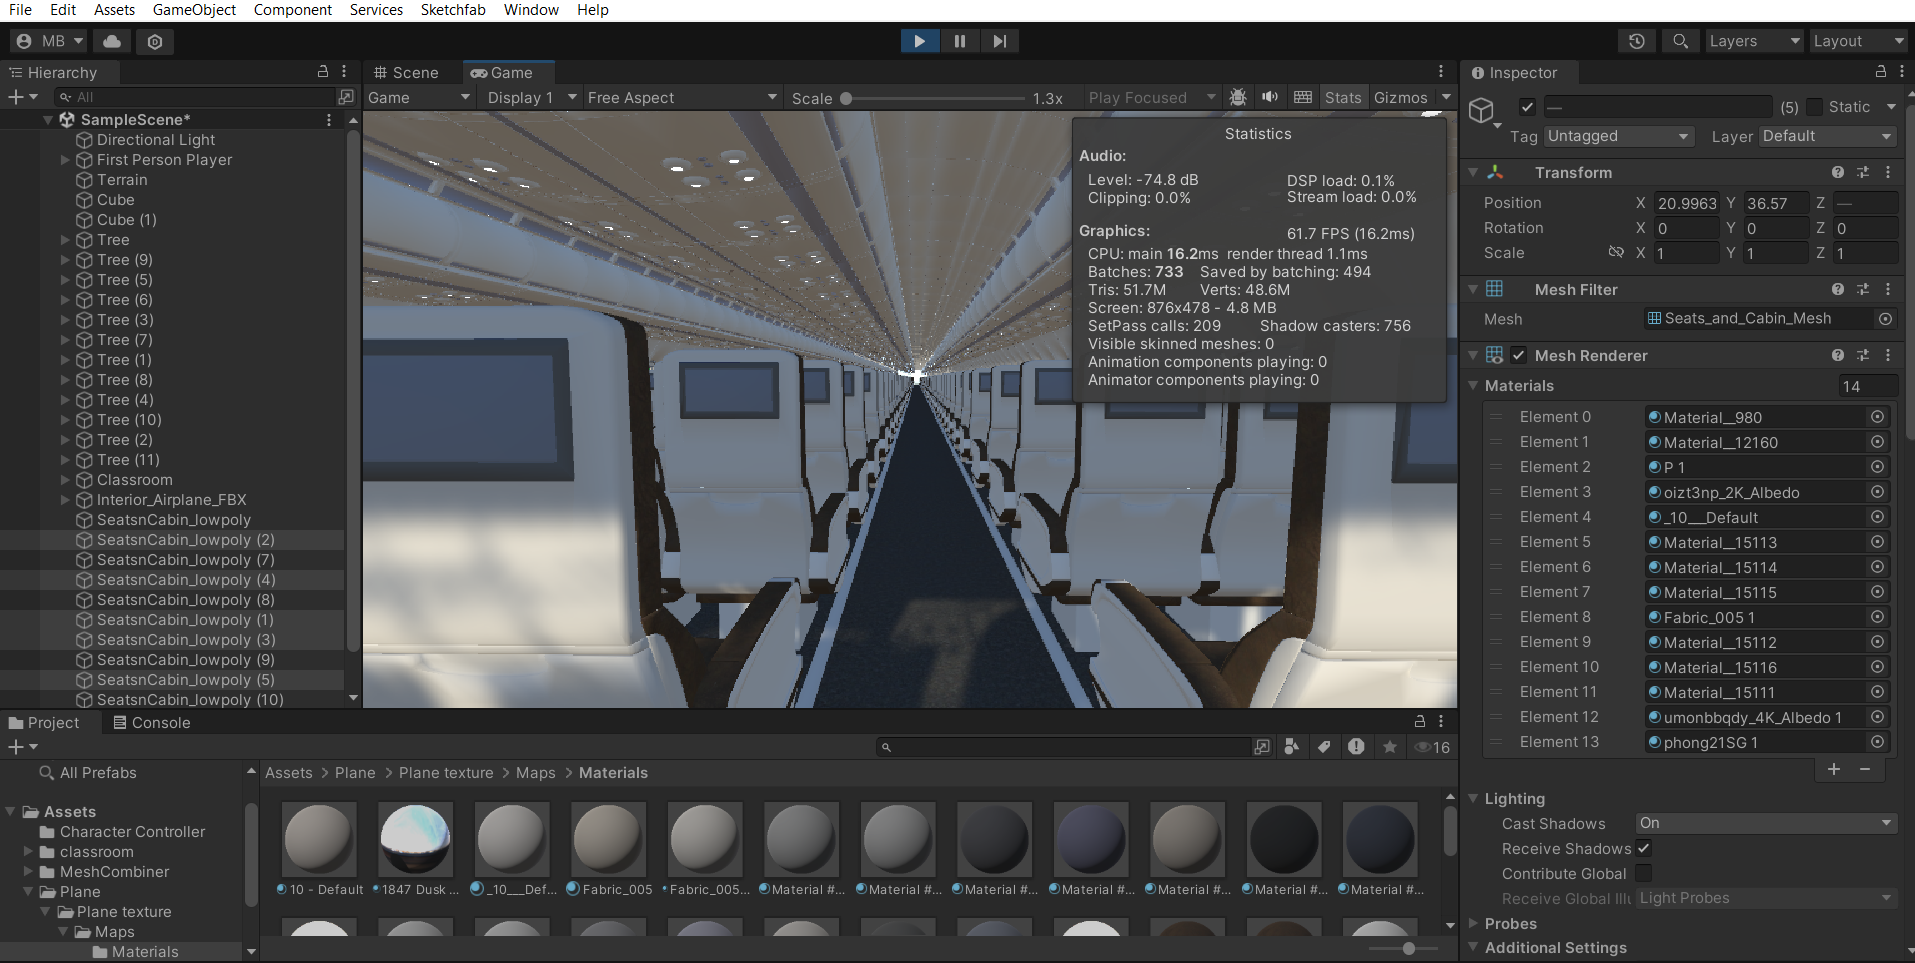 File Edit Assets GameObject Component Services Sketchfab Window Help
MB
Layers Layout
Hierarchy
All
SampleScene*
Directional Light
First Person Player
Terrain
Cube
Cube (1)
Tree
Tree (9)
Tree (5)
Tree (6)
Tree (3)
Tree (7)
Tree (1)
Tree (8)
Tree (4)
Tree (10)
Tree (2)
Tree (11)
Classroom
Interior_Airplane_FBX
SeatsnCabin_lowpoly
SeatsnCabin_lowpoly (2)
SeatsnCabin_lowpoly (7)
SeatsnCabin_lowpoly (4)
SeatsnCabin_lowpoly (8)
SeatsnCabin_lowpoly (1)
SeatsnCabin_lowpoly (3)
SeatsnCabin_lowpoly (9)
SeatsnCabin_lowpoly (5)
SeatsnCabin_lowpoly (10)
Scene Game
Game Display 1 Free Aspect Scale 1.3x Play Focused Stats Gizmos
Statistics
Audio:
Level: -74.8 dB DSP load: 0.1%
Clipping: 0.0% Stream load: 0.0%
Graphics: 61.7 FPS (16.2ms)
CPU: main 16.2ms render thread 1.1ms
Batches: 733 Saved by batching: 494
Tris: 51.7M Verts: 48.6M
Screen: 876x478 - 4.8 MB
SetPass calls: 209 Shadow casters: 756
Visible skinned meshes: 0
Animation components playing: 0
Animator components playing: 0
Inspector
— (5) Static
Tag Untagged Layer Default
Transform
Position X 20.9963 Y 36.57 Z —
Rotation X 0 Y 0 Z 0
Scale X 1 Y 1 Z 1
Mesh Filter
Mesh Seats_and_Cabin_Mesh
Mesh Renderer
Materials 14
Element 0 Material__980
Element 1 Material__12160
Element 2 P 1
Element 3 oizt3np_2K_Albedo
Element 4 _10___Default
Element 5 Material__15113
Element 6 Material__15114
Element 7 Material__15115
Element 8 Fabric_005 1
Element 9 Material__15112
Element 10 Material__15116
Element 11 Material__15111
Element 12 umonbbqdy_4K_Albedo 1
Element 13 phong21SG 1
Lighting
Cast Shadows On
Receive Shadows
Contribute Global
Receive Global Illu Light Probes
Probes
Additional Settings
Project Console
16
All Prefabs
Assets
Character Controller
classroom
MeshCombiner
Plane
Plane texture
Maps
Materials
Assets > Plane > Plane texture > Maps > Materials
10 - Default 1847 Dusk ... _10___Def... Fabric_005 Fabric_005... Material #... Material #... Material #... Material #... Material #... Material #... Material #...